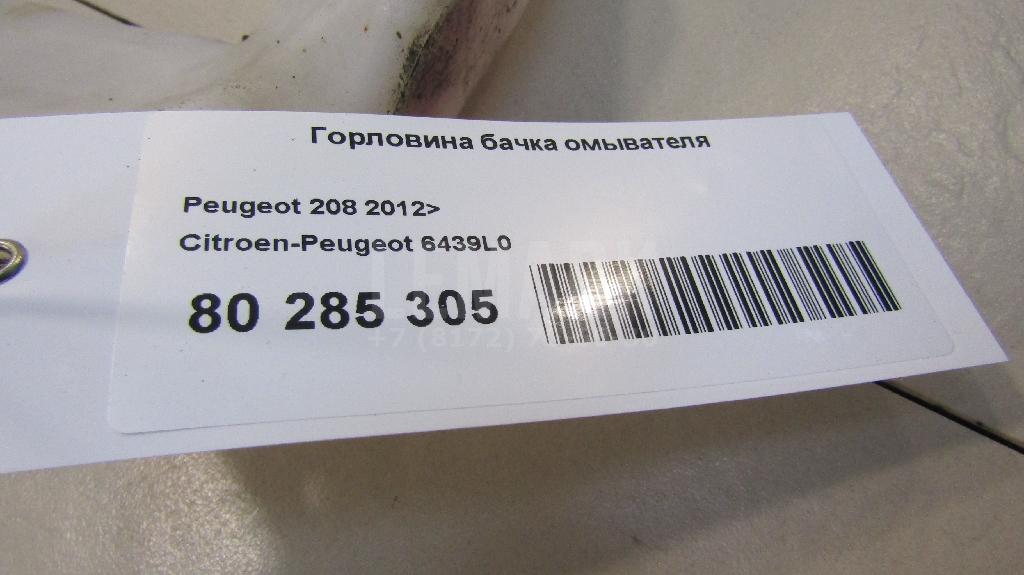 Горловина бачка омывателя
Peugeot 208 2012>
Citroen-Peugeot 6439L0
80 285 305